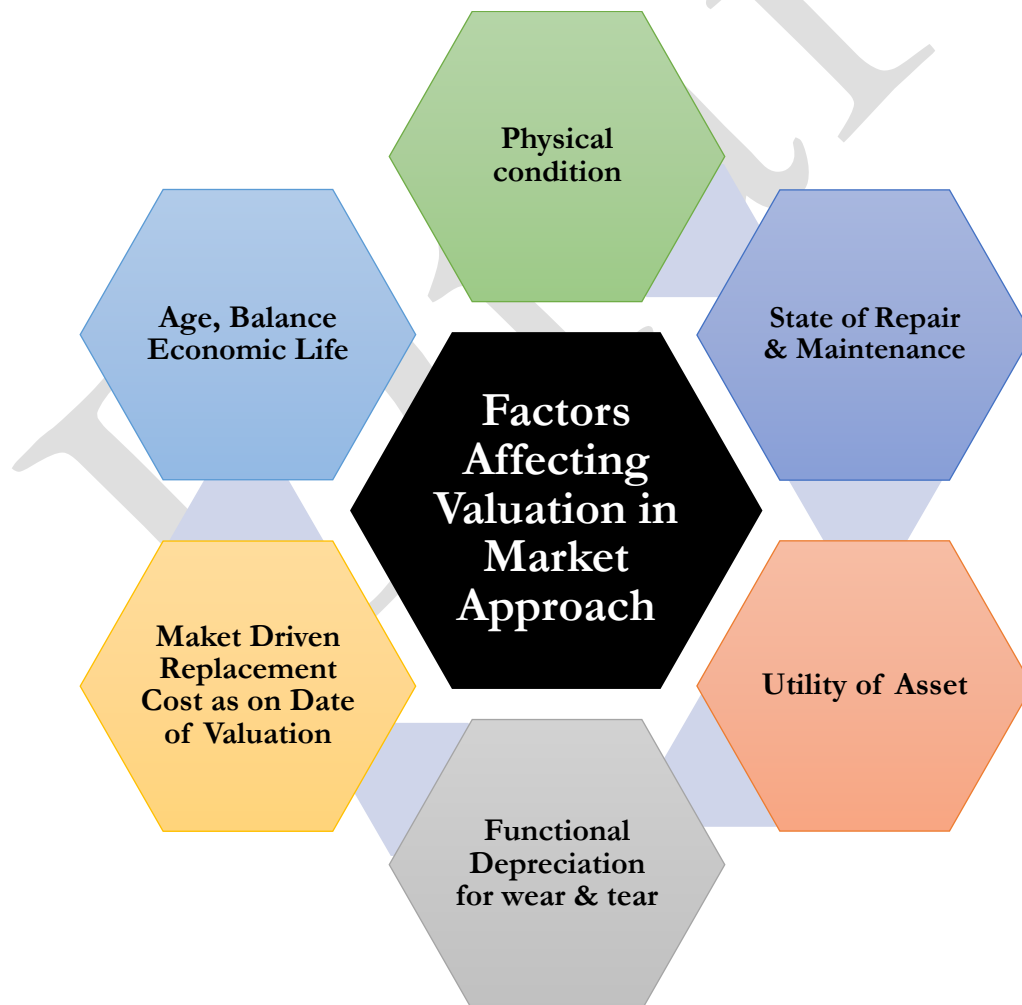 Physical
condition
State of Repair
& Maintenance
Utility of Asset
Functional
Depreciation
for wear & tear
Maket Driven
Replacement
Cost as on Date
of Valuation
Age, Balance
Economic Life
Factors
Affecting
Valuation in
Market
Approach